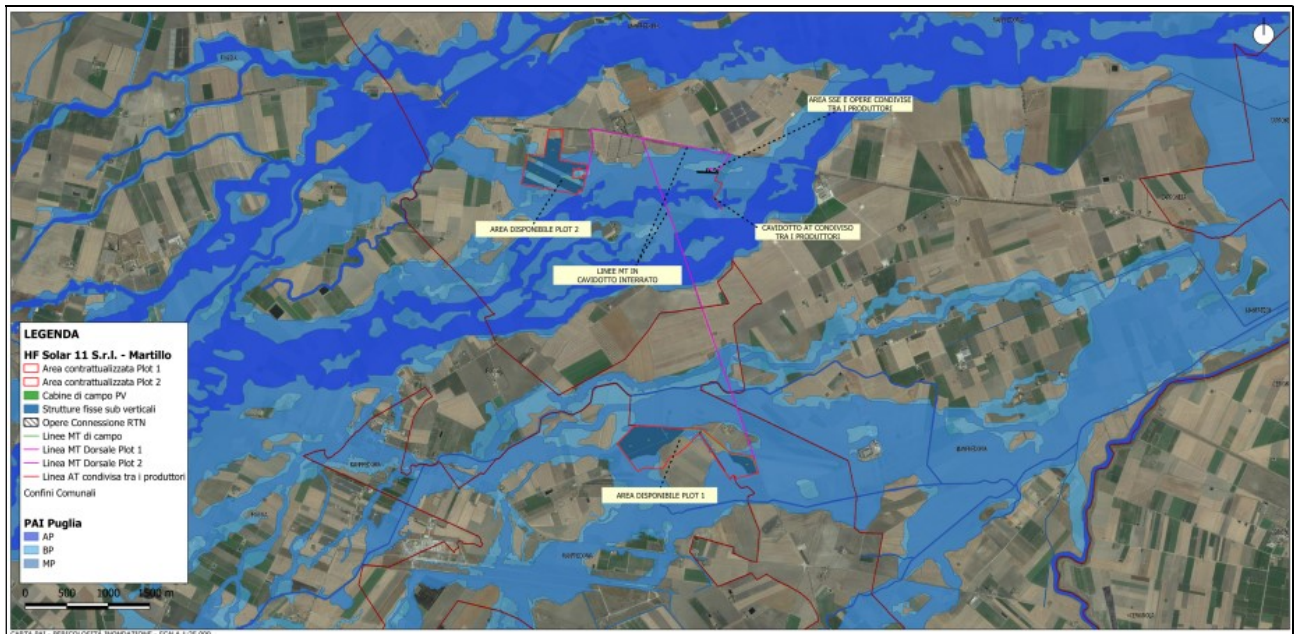 AREA SSE E OPERE CONDIVISE
TRA I PRODUTTORI
AREA DISPONIBILE PLOT 2
CAVIDOTTO AT CONDIVISO
TRA I PRODUTTORI
LINEE MT IN
CAVIDOTTO INTERRATO
AREA DISPONIBILE PLOT 1
LEGENDA
HF Solar 11 S.r.l. - Martillo
Area contrattualizzata Plot 1
Area contrattualizzata Plot 2
Cabine di campo PV
Strutture fisse sub verticali
Opere Connessione RTN
Linee MT di campo
Linee MT Dorsale Plot 1
Linee MT Dorsale Plot 2
Linea AT condivisa tra i produttori
Confini Comunali
PAI Puglia
AP
BP
MP
0 500 1000 1500 m